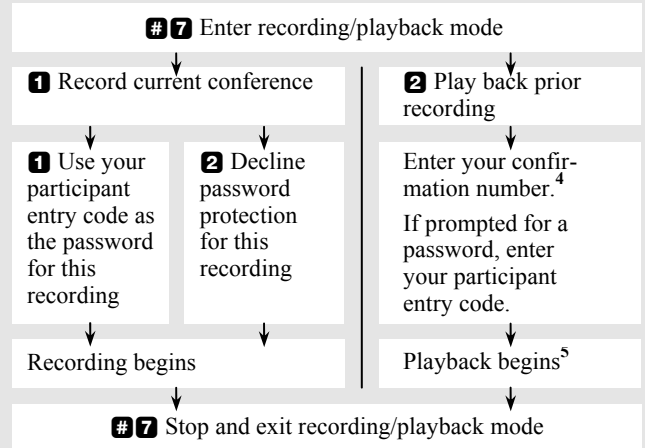 #7 Enter recording/playback mode
1 Record current conference
1 Use your
participant
entry code as
the password
for this
recording
2 Decline
password
protection
for this
recording
Recording begins
2 Play back prior
recording
Enter your confir-
mation number.4
If prompted for a
password, enter
your participant
entry code.
Playback begins5
#7 Stop and exit recording/playback mode